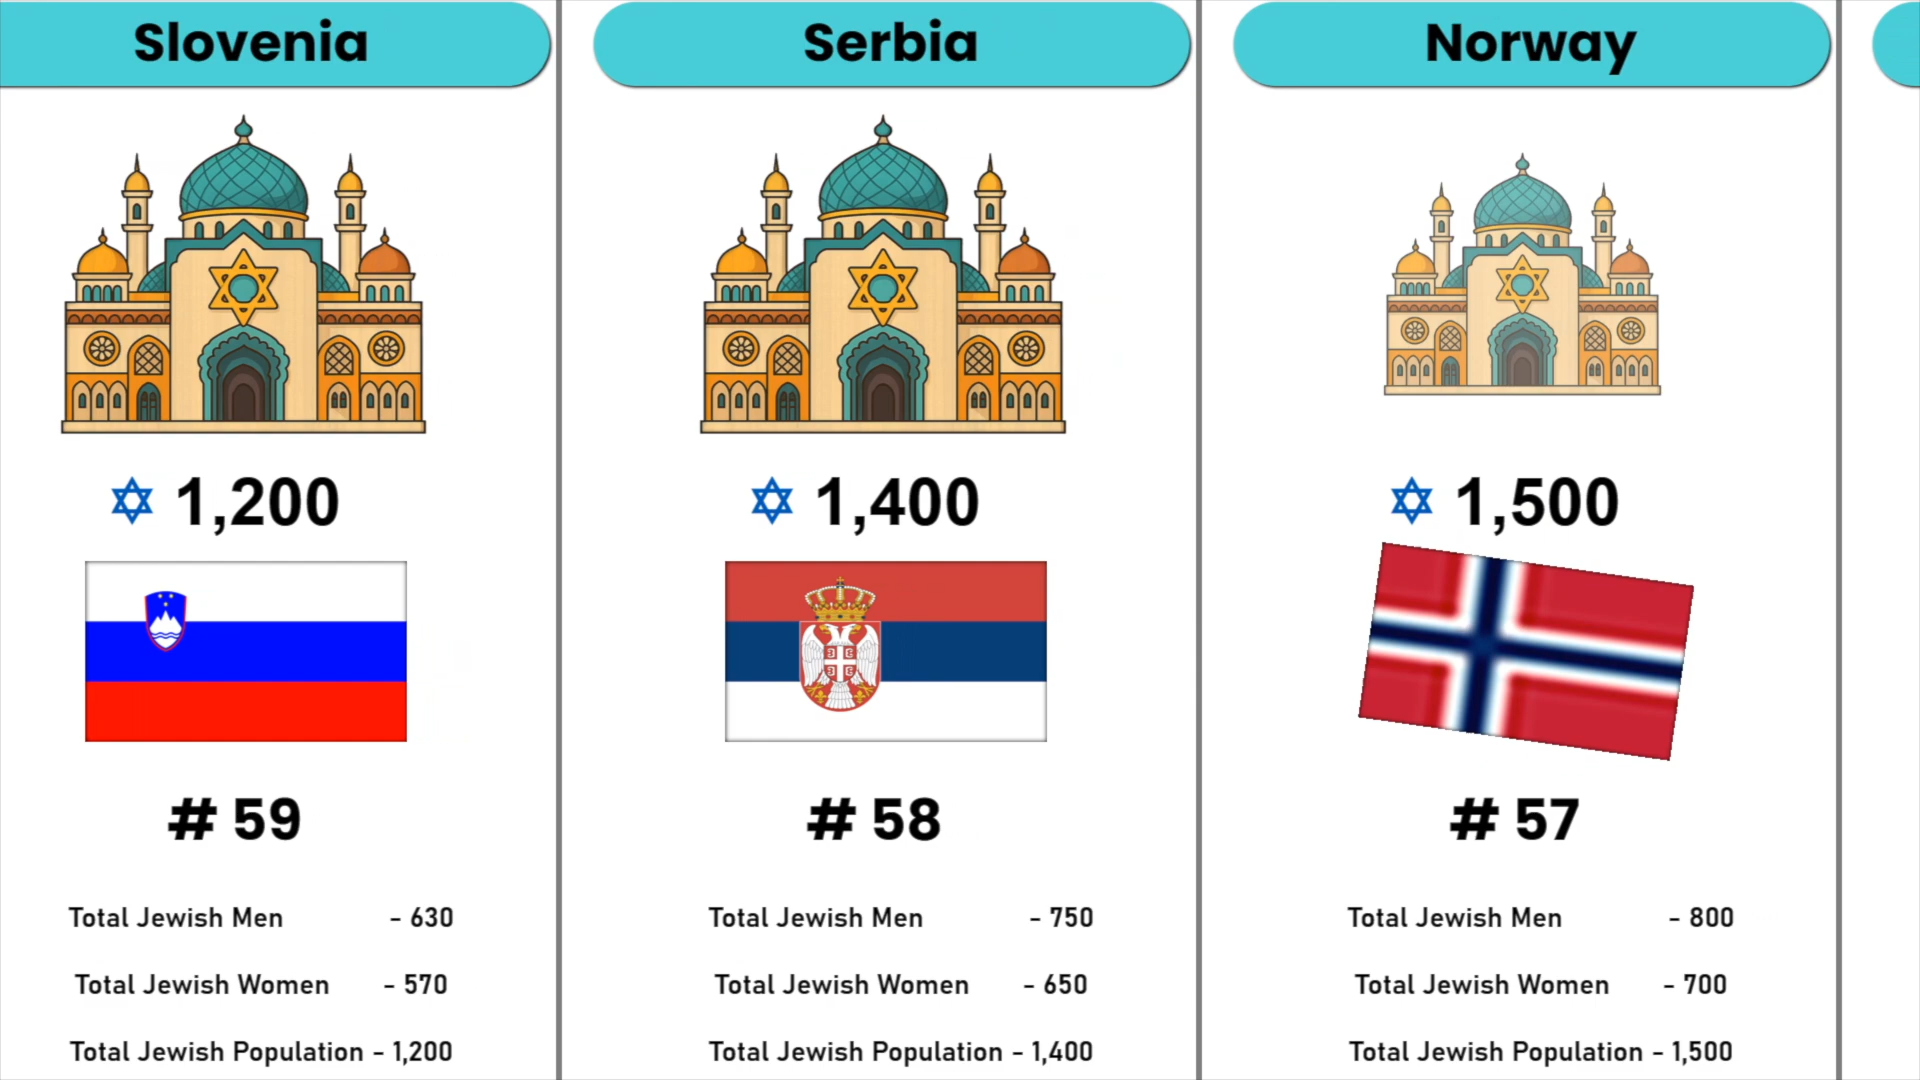 Slovenia
1,200
# 59
Total Jewish Men - 630
Total Jewish Women - 570
Total Jewish Population - 1,200
Serbia
1,400
# 58
Total Jewish Men - 750
Total Jewish Women - 650
Total Jewish Population - 1,400
Norway
1,500
# 57
Total Jewish Men - 800
Total Jewish Women - 700
Total Jewish Population - 1,500